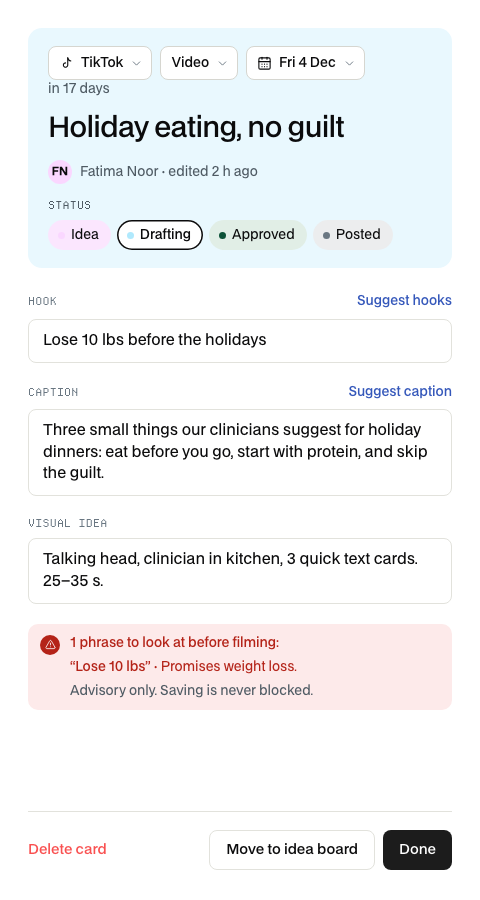 TikTok Video Fri 4 Dec
in 17 days
Holiday eating, no guilt
FN Fatima Noor · edited 2 h ago
STATUS
Idea Drafting Approved Posted
HOOK Suggest hooks
Lose 10 lbs before the holidays
CAPTION Suggest caption
Three small things our clinicians suggest for holiday
dinners: eat before you go, start with protein, and skip
the guilt.
VISUAL IDEA
Talking head, clinician in kitchen, 3 quick text cards.
25–35 s.
1 phrase to look at before filming:
“Lose 10 lbs” · Promises weight loss.
Advisory only. Saving is never blocked.
Delete card Move to idea board Done